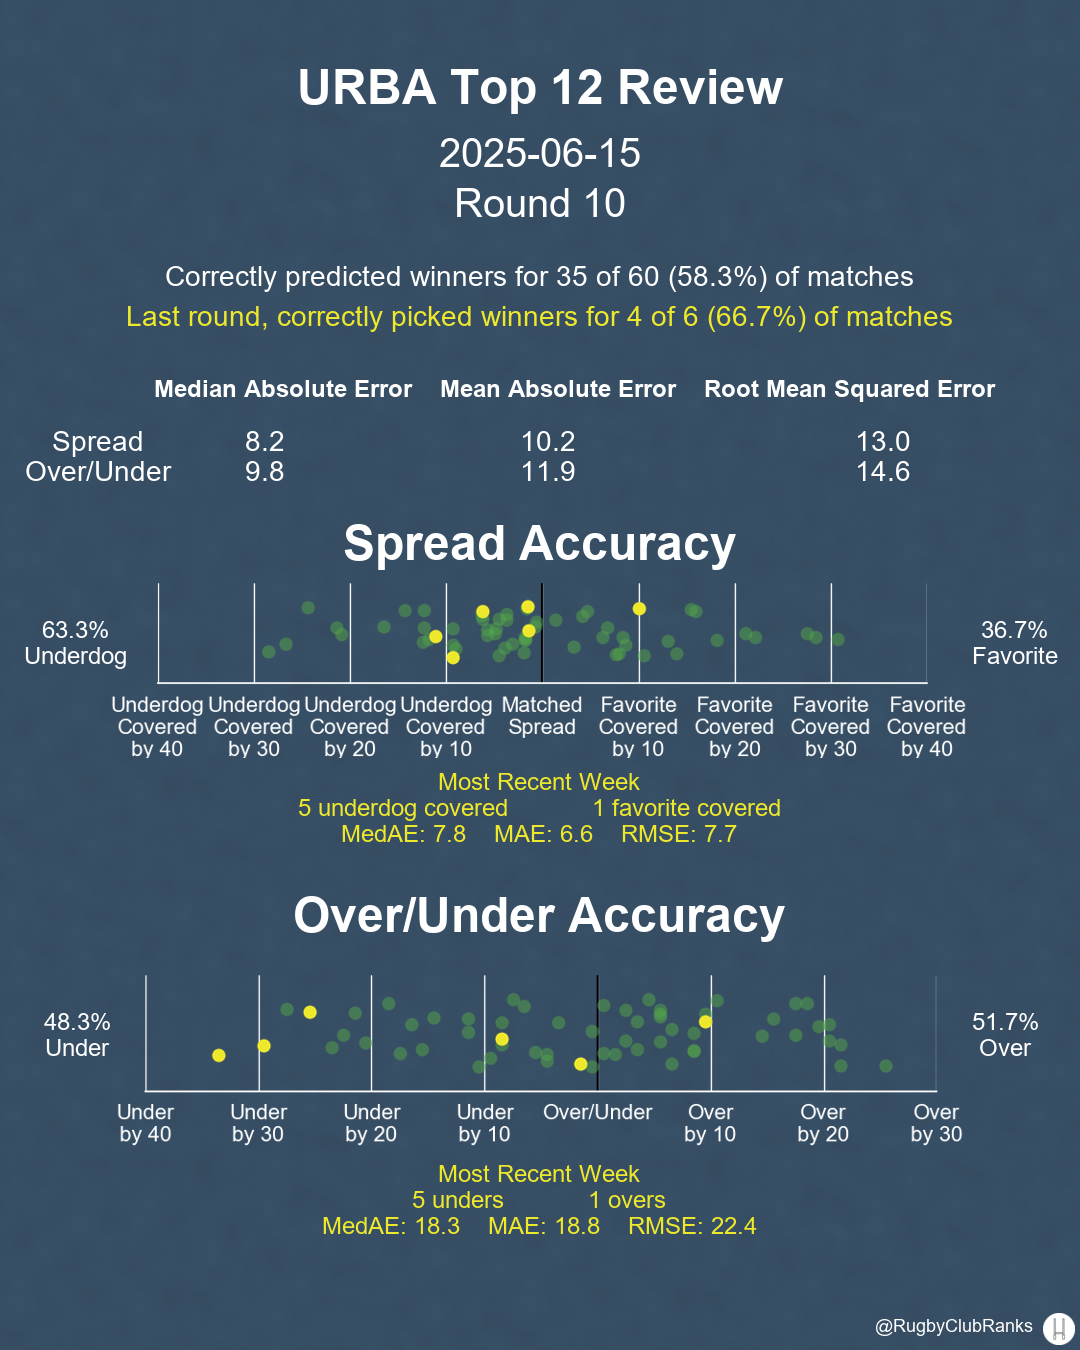 URBA Top 12 Review
2025-06-15
Round 10
Correctly predicted winners for 35 of 60 (58.3%) of matches
Last round, correctly picked winners for 4 of 6 (66.7%) of matches
Median Absolute Error Mean Absolute Error Root Mean Squared Error
Spread 8.2 10.2 13.0
Over/Under 9.8 11.9 14.6
Spread Accuracy
63.3%
Underdog
36.7%
Favorite
Underdog Covered by 40
Underdog Covered by 30
Underdog Covered by 20
Underdog Covered by 10
Matched Spread
Favorite Covered by 10
Favorite Covered by 20
Favorite Covered by 30
Favorite Covered by 40
Most Recent Week
5 underdog covered 1 favorite covered
MedAE: 7.8 MAE: 6.6 RMSE: 7.7
Over/Under Accuracy
48.3%
Under
51.7%
Over
Under by 40
Under by 30
Under by 20
Under by 10
Over/Under
Over by 10
Over by 20
Over by 30
Most Recent Week
5 unders 1 overs
MedAE: 18.3 MAE: 18.8 RMSE: 22.4
@RugbyClubRanks